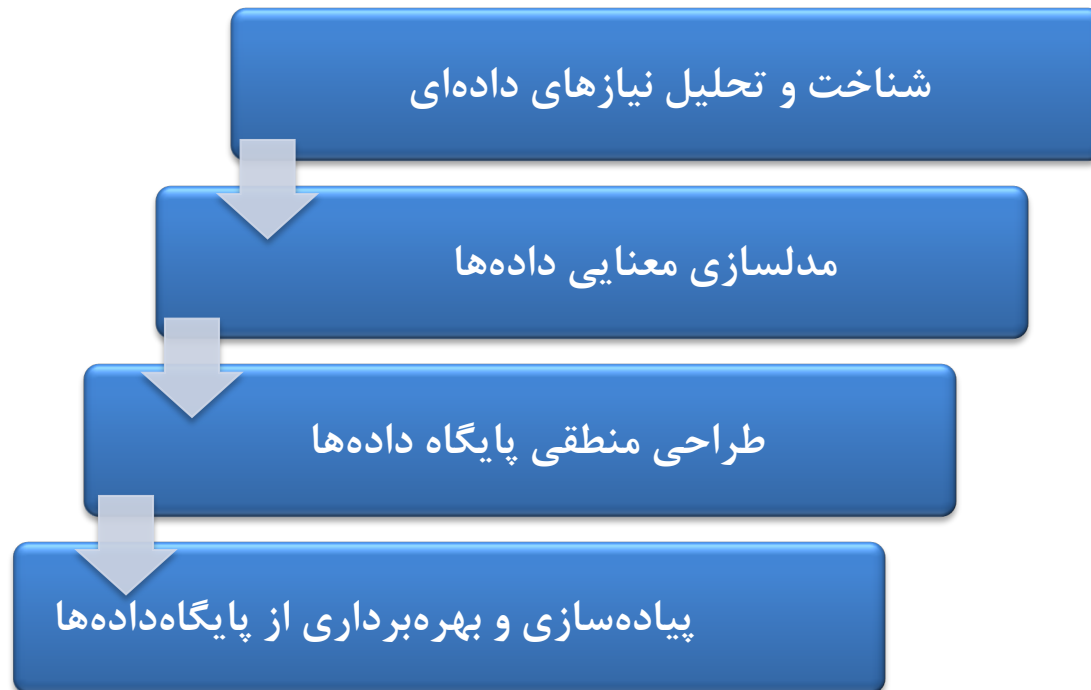 شناخت و تحلیل نیازهای داده‌ای
مدلسازی معنایی داده‌ها
طراحی منطقی پایگاه داده‌ها
پیاده‌سازی و بهره‌برداری از پایگاه‌داده‌ها